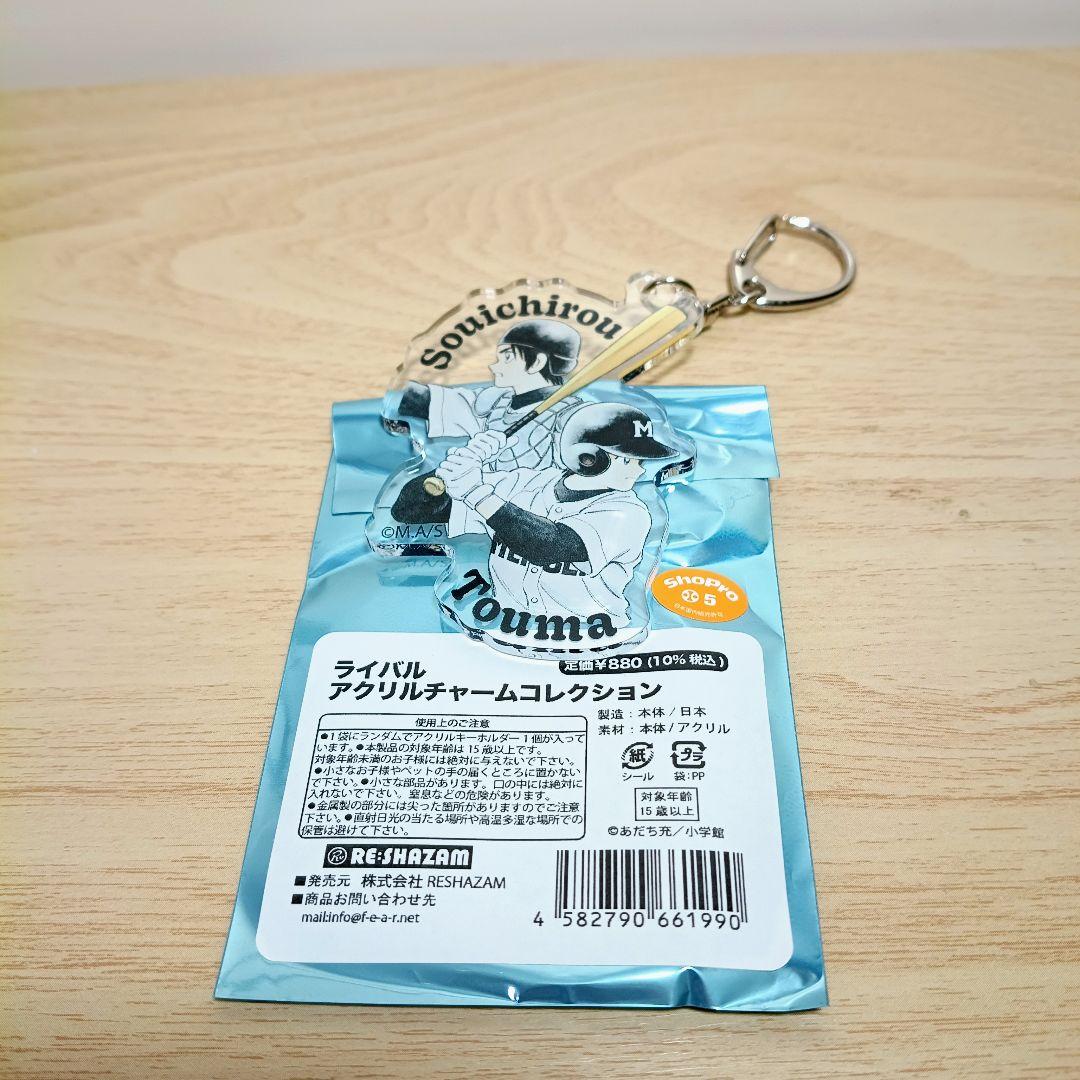 Souichirou
M
©M.A/S
Touma
ShoPro
5
ライバル
アクリルチャームコレクション
定価¥880(10%税込)
使用上のご注意
●1袋にランダムでアクリルキーホルダー1個が入って
います。●本製品の対象年齢は15歳以上です。
対象年齢未満のお子様には絶対に与えないで下さい。
●小さなお子様やペットの手の届くところに置かない
で下さい。●小さな部品があります。口の中には絶対に
入れないで下さい。窒息などの危険があります。
●金属製の部分には尖った箇所がありますのでご注意
下さい。●直射日光の当たる場所や高温多湿な場所での
保管は避けて下さい。
製造:本体/日本
素材:本体/アクリル
紙 プラ
シール 袋:PP
対象年齢
15歳以上
©あだち充/小学館
Re RE:SHAZAM
■発売元 株式会社 RESHAZAM
■商品お問い合わせ先
mail:info@f-e-a-r.net
4 582790 661990